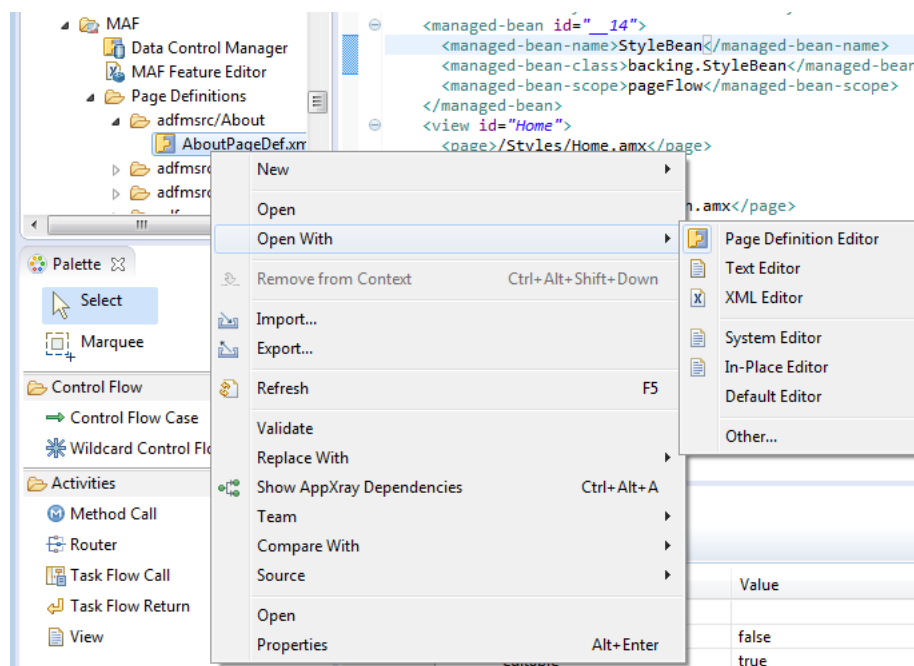 MAF
Data Control Manager
MAF Feature Editor
Page Definitions
adfmsrc/About
AboutPageDef.xm
adfmsrc
adfmsrc
<managed-bean id="__14">
<managed-bean-name>StyleBean</managed-bean-name>
<managed-bean-class>backing.StyleBean</managed-bean
<managed-bean-scope>pageFlow</managed-bean-scope>
</managed-bean>
<view id="Home">
<page>/Styles/Home.amx</page>
n.amx</page>
New
Open
Open With
Remove from Context Ctrl+Alt+Shift+Down
Import...
Export...
Refresh F5
Validate
Replace With
Show AppXray Dependencies Ctrl+Alt+A
Team
Compare With
Source
Open
Properties Alt+Enter
Page Definition Editor
Text Editor
XML Editor
System Editor
In-Place Editor
Default Editor
Other...
Palette
Select
Marquee
Control Flow
Control Flow Case
Wildcard Control Flo
Activities
Method Call
Router
Task Flow Call
Task Flow Return
View
Value
false
true